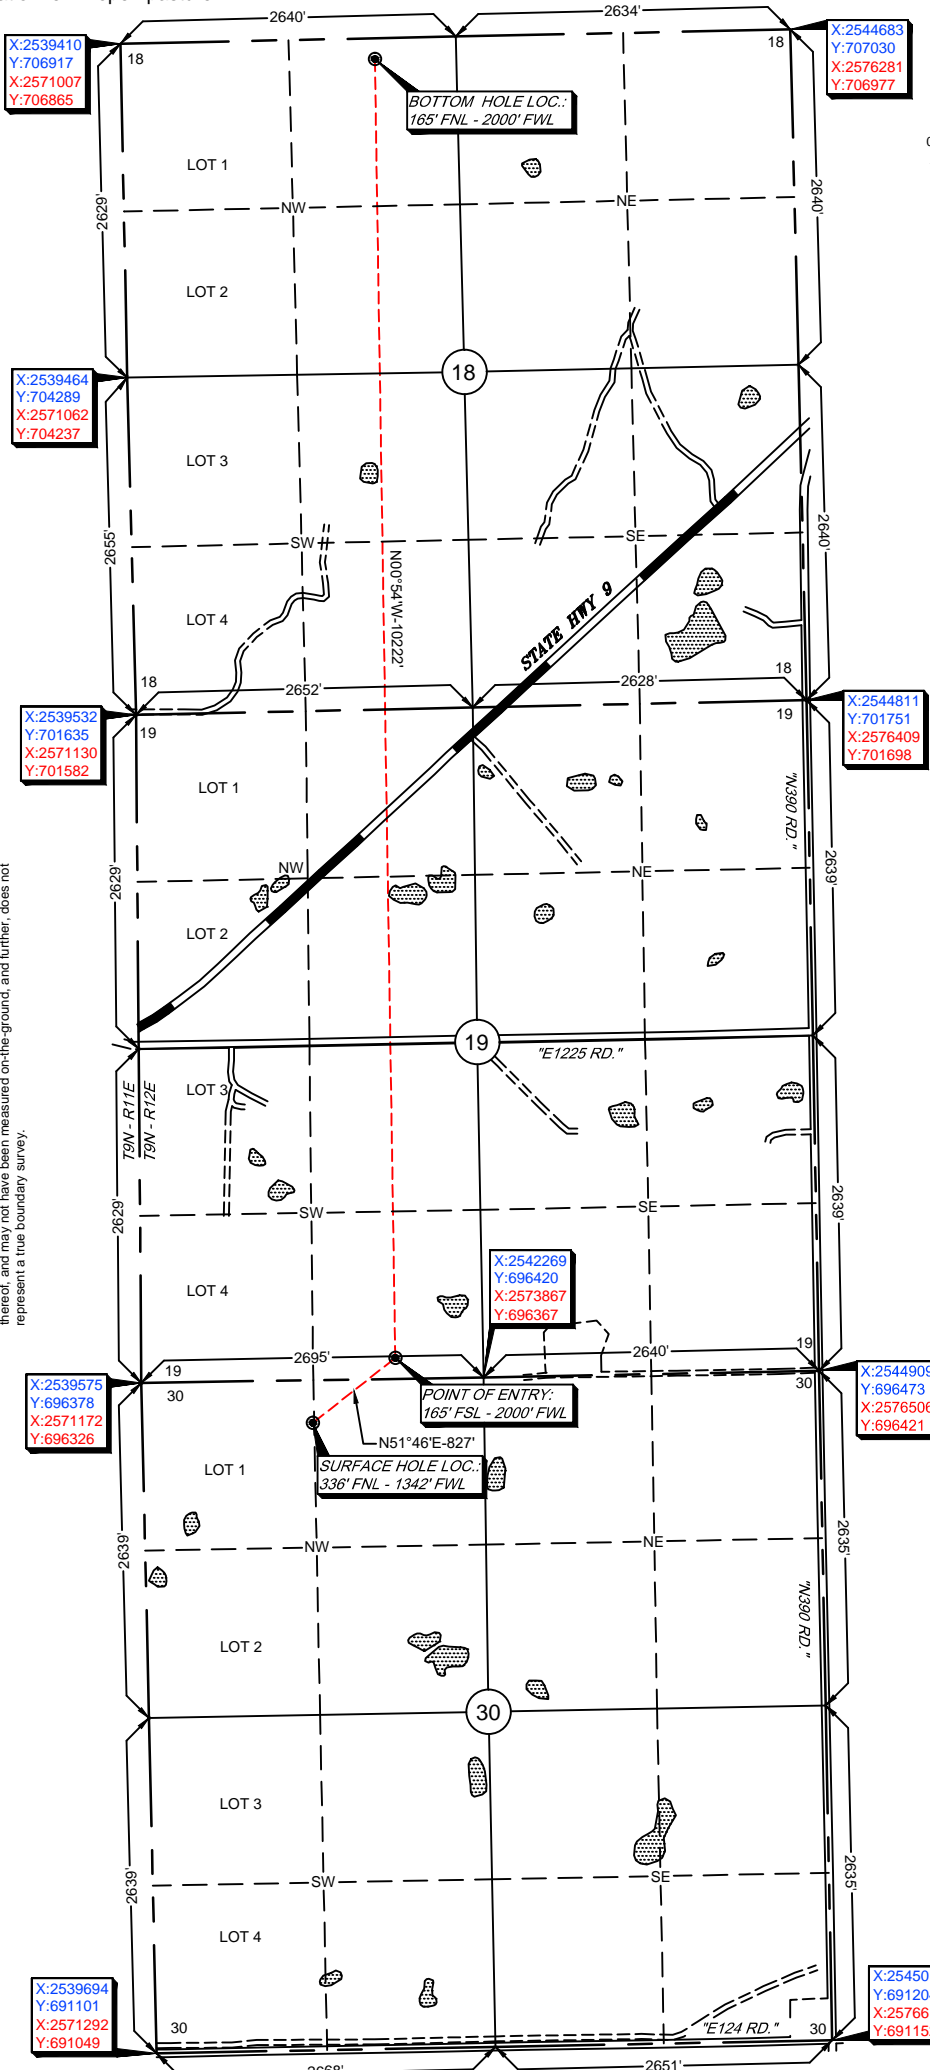 2640'
2634'
X:2539410
Y:706917
X:2571007
Y:706865
18
18
X:2544683
Y:707030
X:2576281
Y:706977
BOTTOM HOLE LOC.:
165' FNL - 2000' FWL
LOT 1
2629'
NW
NE
2640'
LOT 2
18
X:2539464
Y:704289
X:2571062
Y:704237
LOT 3
2655'
SW
SE
2640'
N00°54'W-10222'
STATE HWY 9
LOT 4
18
18
2652'
2628'
X:2539532
Y:701635
X:2571130
Y:701582
19
19
X:2544811
Y:701751
X:2576409
Y:701698
LOT 1
"N390 RD."
2629'
NW
NE
2639'
LOT 2
19
"E1225 RD."
LOT 3
T9N - R11E
T9N - R12E
thereof, and may not have been measured on-the-ground, and further, does not
represent a true boundary survey.
2629'
SW
SE
2639'
X:2542269
Y:696420
X:2573867
Y:696367
LOT 4
19
19
2695'
2640'
X:2539575
Y:696378
X:2571172
Y:696326
30
30
X:2544909
Y:696473
X:2576506
Y:696421
POINT OF ENTRY:
165' FSL - 2000' FWL
N51°46'E-827'
SURFACE HOLE LOC.:
336' FNL - 1342' FWL
LOT 1
2639'
NW
NE
2635'
"N390 RD."
LOT 2
30
LOT 3
2639'
SW
SE
2635'
LOT 4
X:2539694
Y:691101
X:2571292
Y:691049
30
"E124 RD."
30
2651'